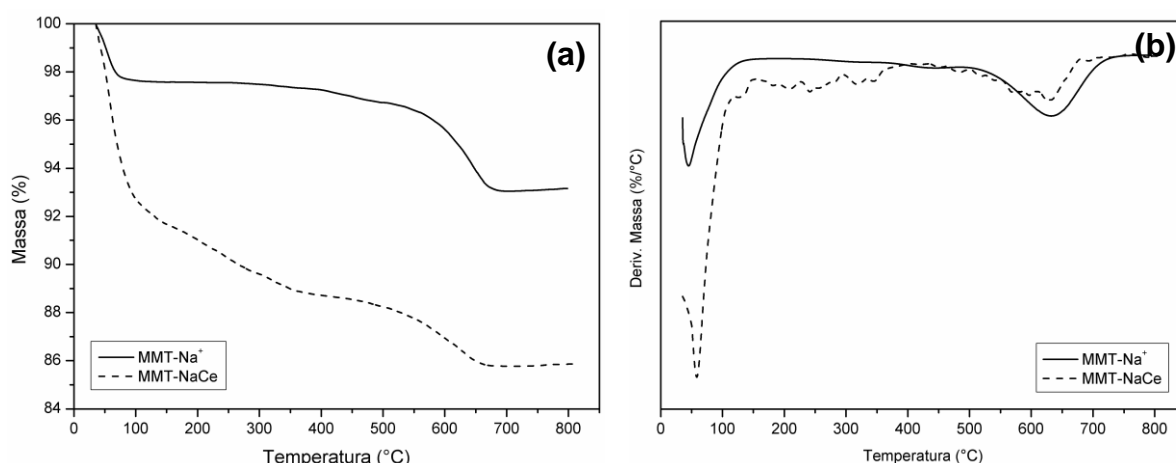 (a)
Massa (%)
100
98
96
94
92
90
88
86
84
MMT-Na⁺
MMT-NaCe
0 100 200 300 400 500 600 700 800
Temperatura (°C)
(b)
Deriv. Massa (%/°C)
MMT-Na⁺
MMT-NaCe
0 100 200 300 400 500 600 700 800
Temperatura (°C)